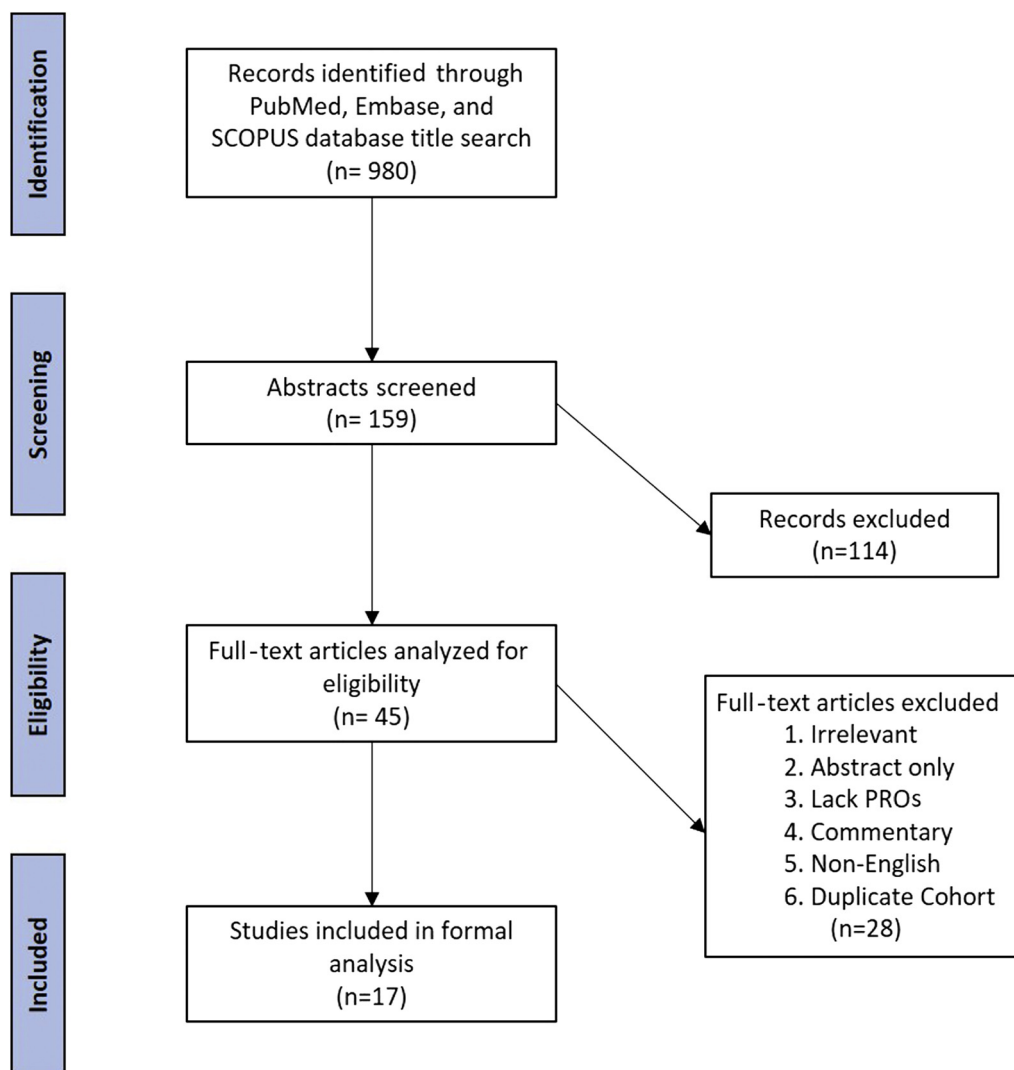 Identification
Records identified through
PubMed, Embase, and
SCOPUS database title search
(n= 980)
Screening
Abstracts screened
(n= 159)
Records excluded
(n=114)
Eligibility
Full-text articles analyzed for
eligibility
(n= 45)
Full-text articles excluded
1. Irrelevant
2. Abstract only
3. Lack PROs
4. Commentary
5. Non-English
6. Duplicate Cohort
(n=28)
Included
Studies included in formal
analysis
(n=17)